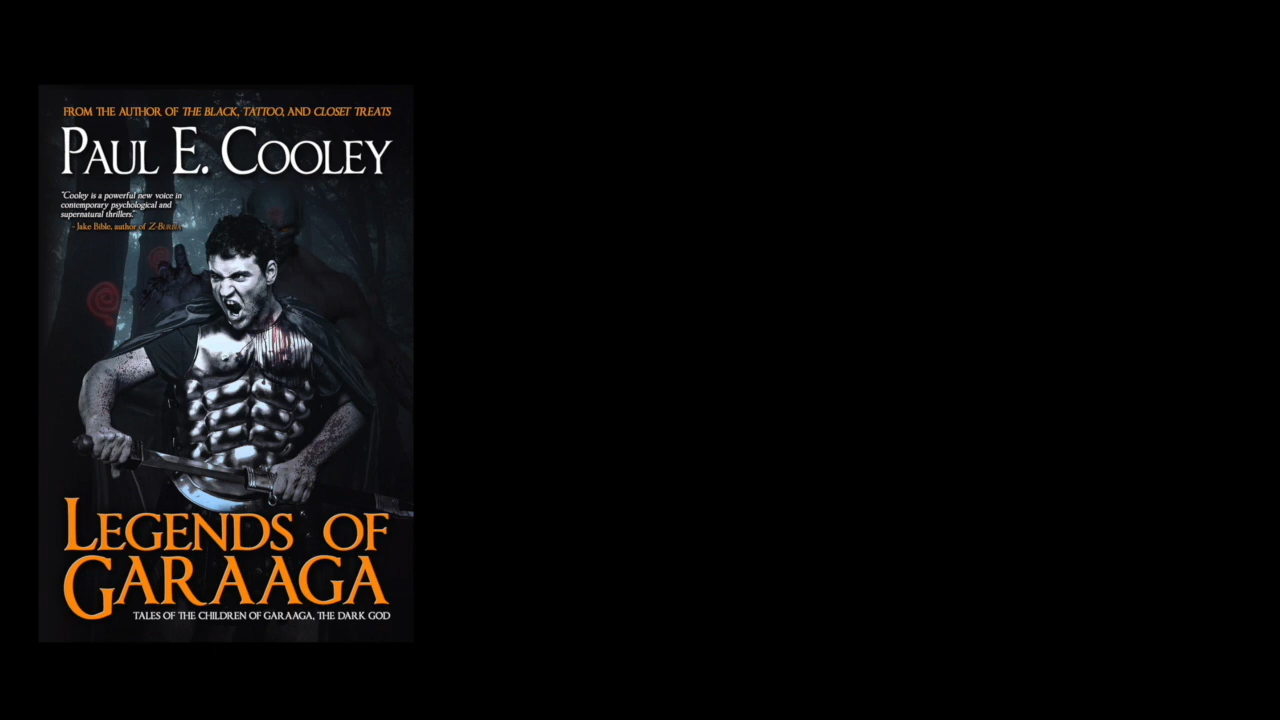 FROM THE AUTHOR OF THE BLACK, TATTOO, AND CLOSET TREATS
PAUL E. COOLEY
"Cooley is a powerful new voice in
contemporary psychological and
supernatural thrillers."
- Jake Bible, author of Z-BURBIA
LEGENDS OF
GARAAGA
TALES OF THE CHILDREN OF GARAAGA, THE DARK GOD